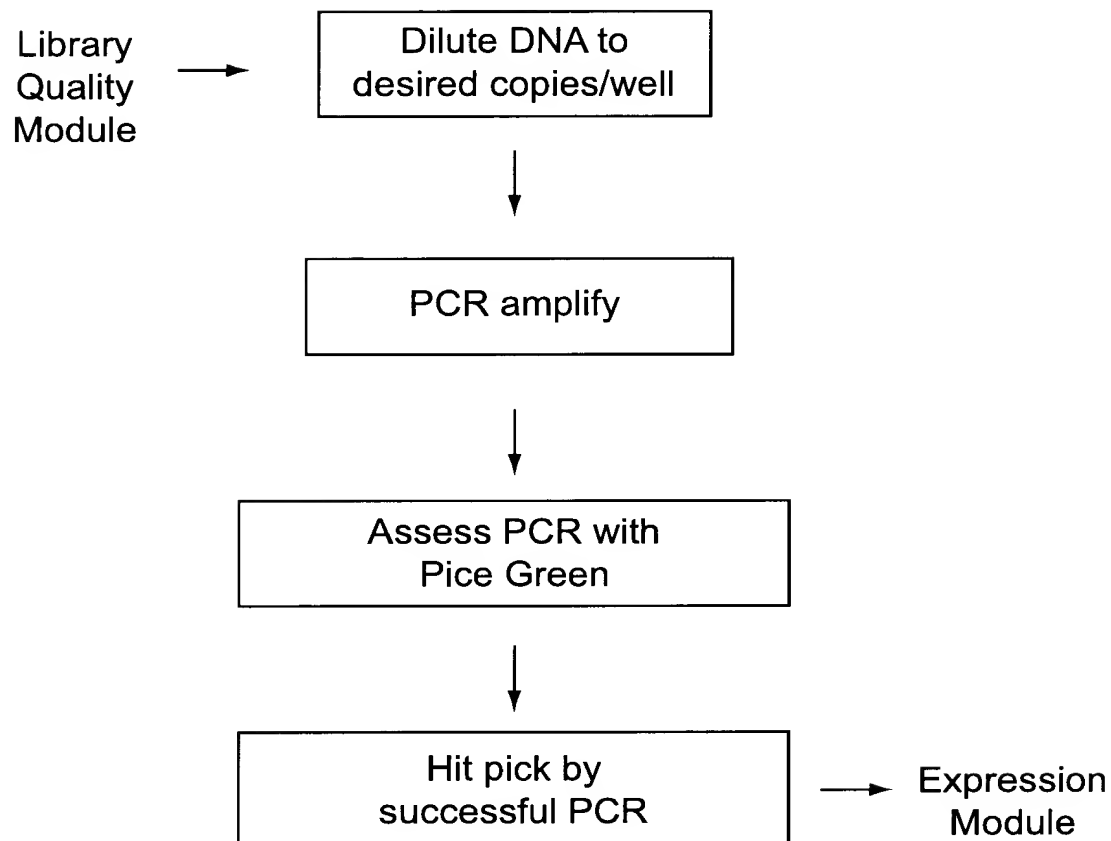 Library
Quality
Module
Dilute DNA to
desired copies/well
PCR amplify
Assess PCR with
Pice Green
Hit pick by
successful PCR
Expression
Module